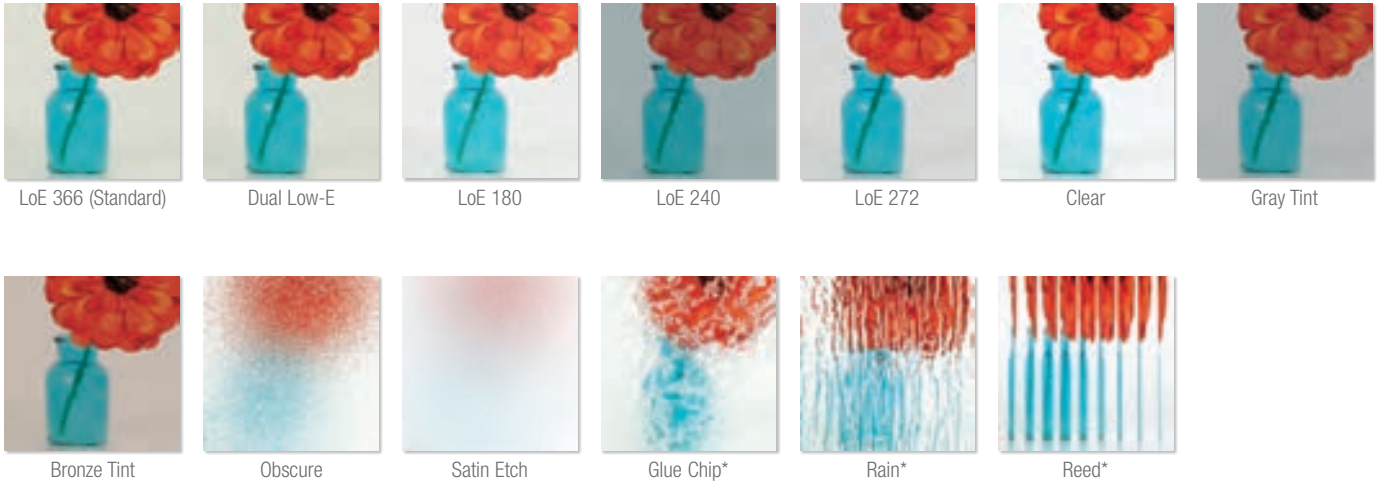 LoE 366 (Standard)
Dual Low-E
LoE 180
LoE 240
LoE 272
Clear
Gray Tint
Bronze Tint
Obscure
Satin Etch
Glue Chip*
Rain*
Reed*